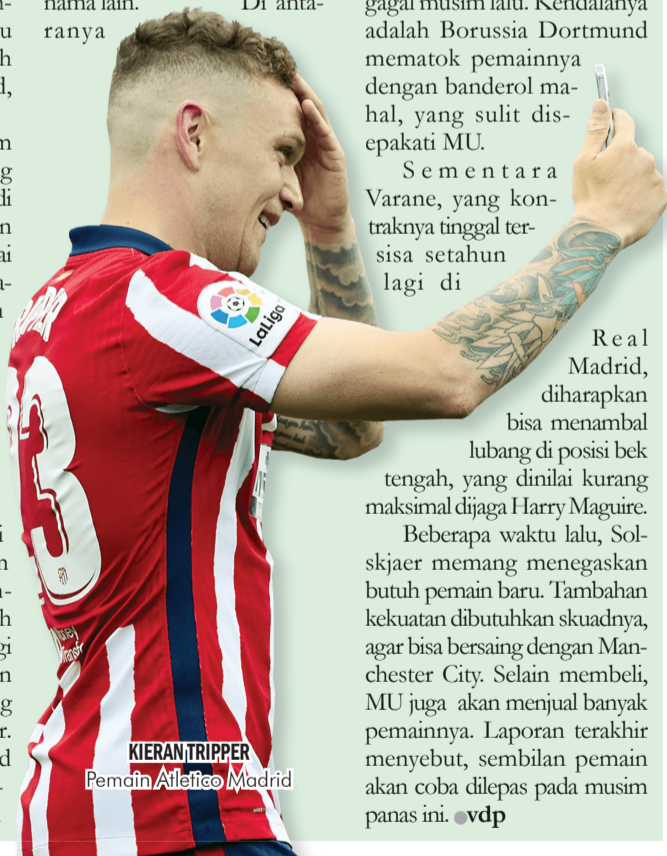 nama lain.
Di anta-
ranya
gagal musim lalu. Kendalanya
adalah Borussia Dortmund
mematok pemainnya
dengan banderol ma-
hal, yang sulit dis-
epakati MU.
Sementara
Varane, yang kon-
traknya tinggal ter-
sisa setahun
lagi di
Real
Madrid,
diharapkan
bisa menambal
lubang di posisi bek
tengah, yang dinilai kurang
maksimal dijaga Harry Maguire.
Beberapa waktu lalu, Sol-
skjaer memang menegaskan
butuh pemain baru. Tambahan
kekuatan dibutuhkan skuadnya,
agar bisa bersaing dengan Man-
chester City. Selain membeli,
MU juga akan menjual banyak
pemainnya. Laporan terakhir
menyebut, sembilan pemain
akan coba dilepas pada musim
panas ini. ●vdp
LaLiga
23
KIERAN TRIPPER
Pemain Atletico Madrid